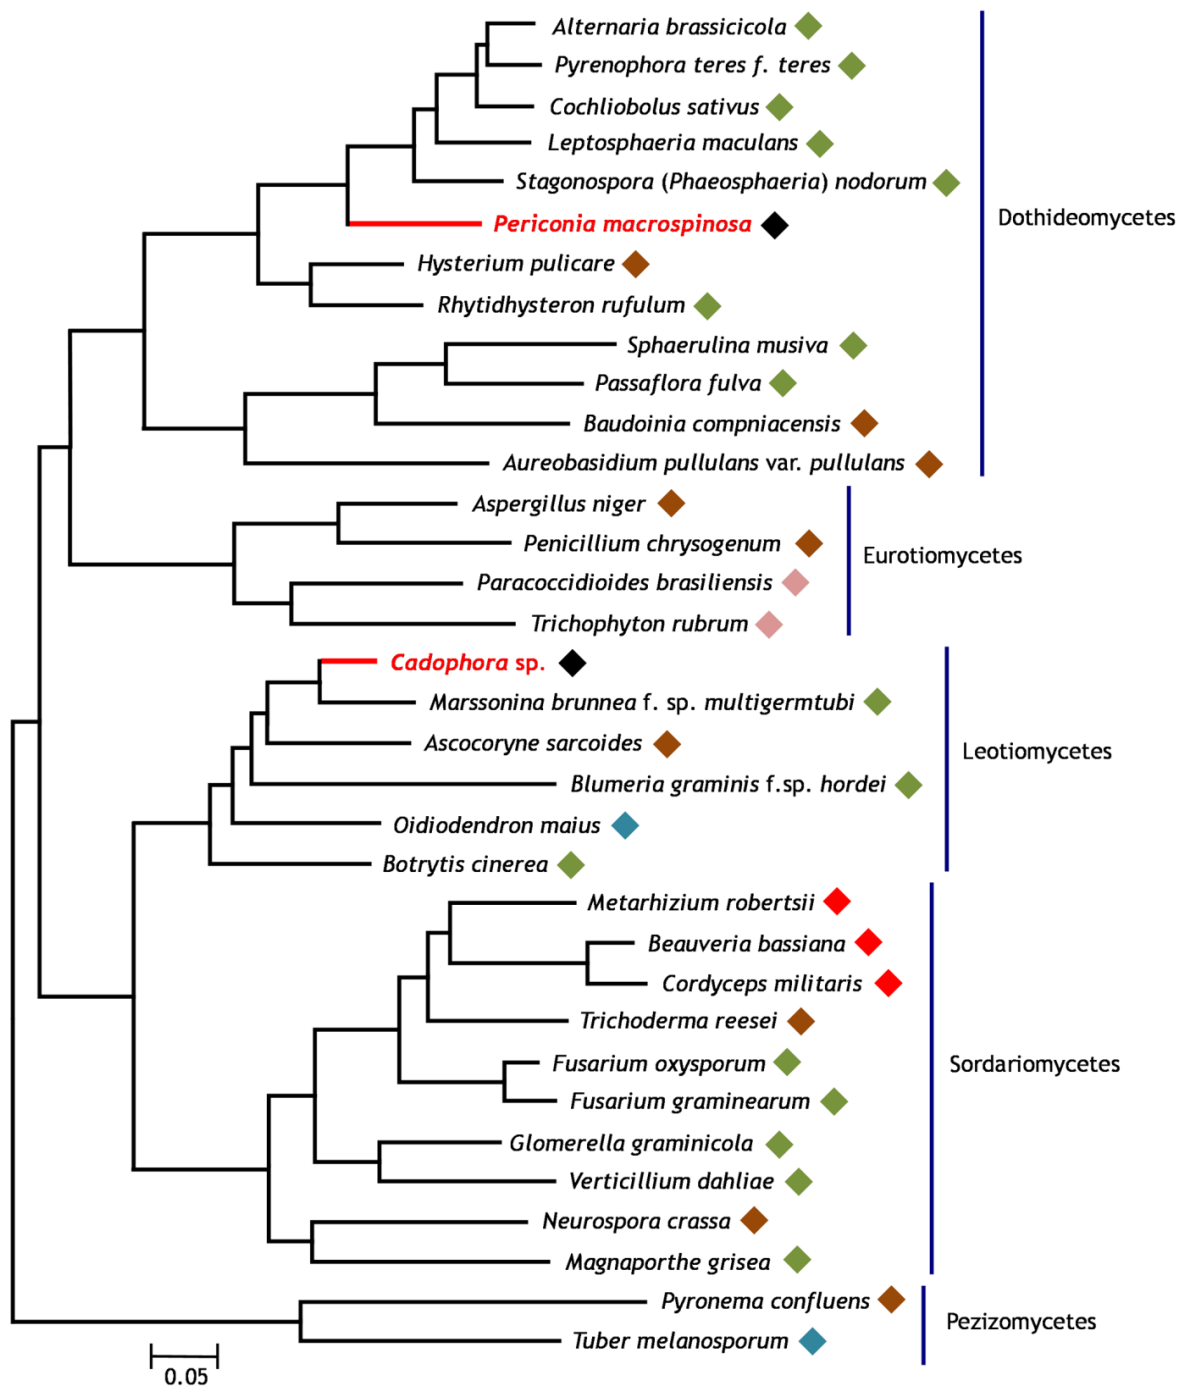 Alternaria brassicicola
Pyrenophora teres f. teres
Cochliobolus sativus
Leptosphaeria maculans
Stagonospora (Phaeosphaeria) nodorum
Periconia macrospinosa
Dothideomycetes
Hysterium pulicare
Rhytidhysteron rufulum
Sphaerulina musiva
Passaflora fulva
Baudoinia compniacensis
Aureobasidium pullulans var. pullulans
Aspergillus niger
Penicillium chrysogenum
Eurotiomycetes
Paracoccidioides brasiliensis
Trichophyton rubrum
Cadophora sp.
Marssonina brunnea f. sp. multigermtubi
Ascocoryne sarcoides
Leotiomycetes
Blumeria graminis f.sp. hordei
Oidiodendron maius
Botrytis cinerea
Metarhizium robertsii
Beauveria bassiana
Cordyceps militaris
Trichoderma reesei
Fusarium oxysporum
Sordariomycetes
Fusarium graminearum
Glomerella graminicola
Verticillium dahliae
Neurospora crassa
Magnaporthe grisea
Pyronema confluens
Pezizomycetes
Tuber melanosporum
0.05